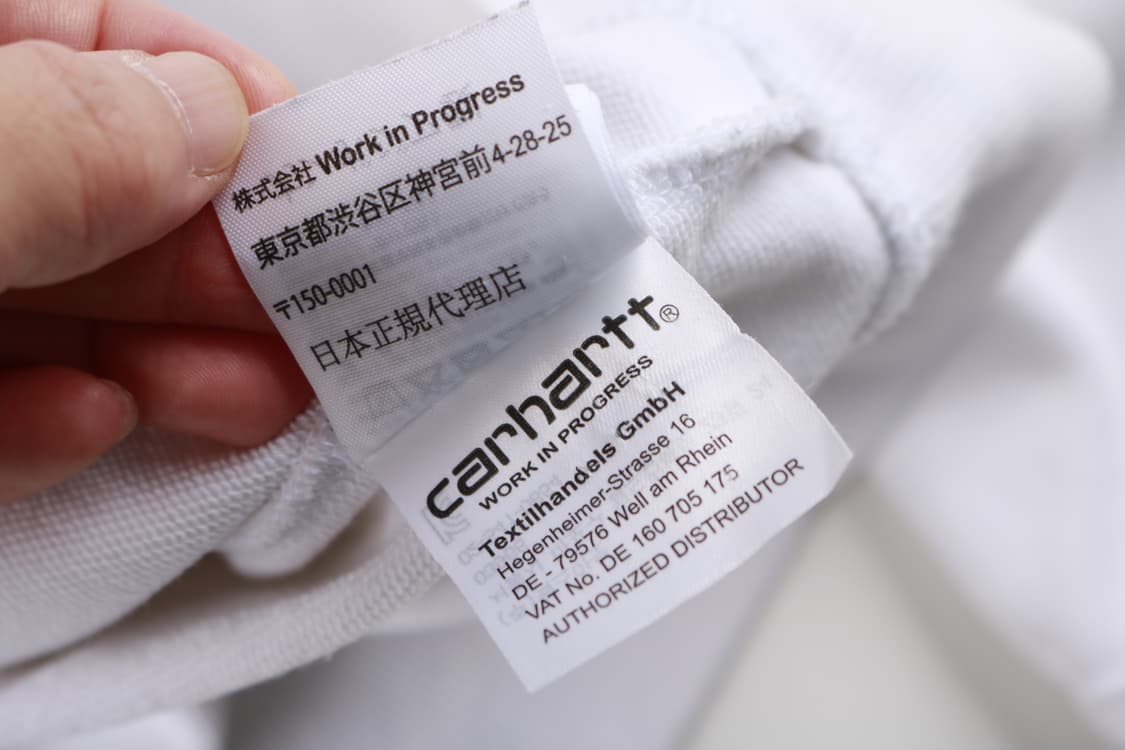 株式会社 Work in Progress
東京都渋谷区神宮前4-28-25
〒150-0001
日本正規代理店
carhartt®
WORK IN PROGRESS
Textilhandels GmbH
Hegenheimer-Strasse 16
DE - 79576 Weil am Rhein
VAT No. DE 160 705 175
AUTHORIZED DISTRIBUTOR